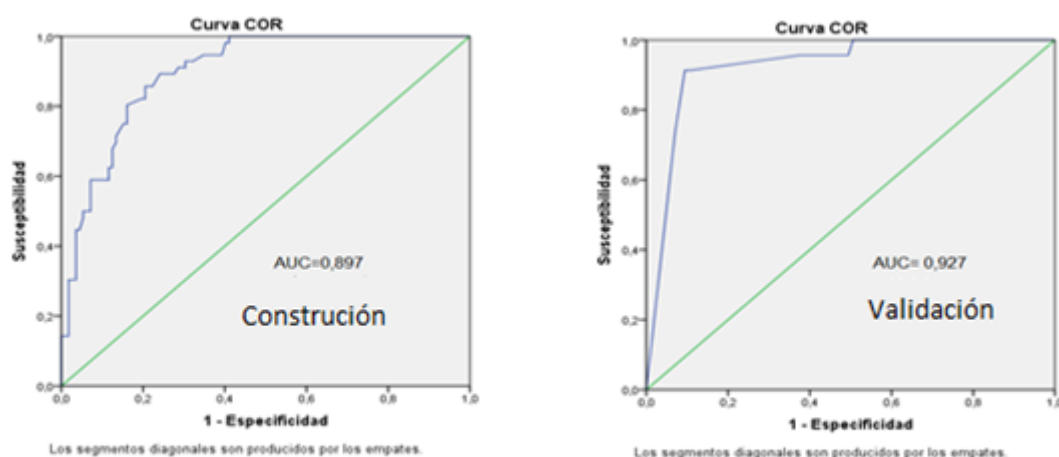 Curva COR
1,0
0,8
0,6
0,4
0,2
0,0
Susceptibilidad
AUC=0,897
Construción
0,0
0,2
0,4
0,6
0,8
1,0
1 - Especificidad
Los segmentos diagonales son producidos por los empates.
Curva COR
1,0
0,8
0,6
0,4
0,2
0,0
Susceptibilidad
AUC= 0,927
Validación
0,0
0,2
0,4
0,6
0,8
1,0
1 - Especificidad
Los segmentos diagonales son producidos por los empates.